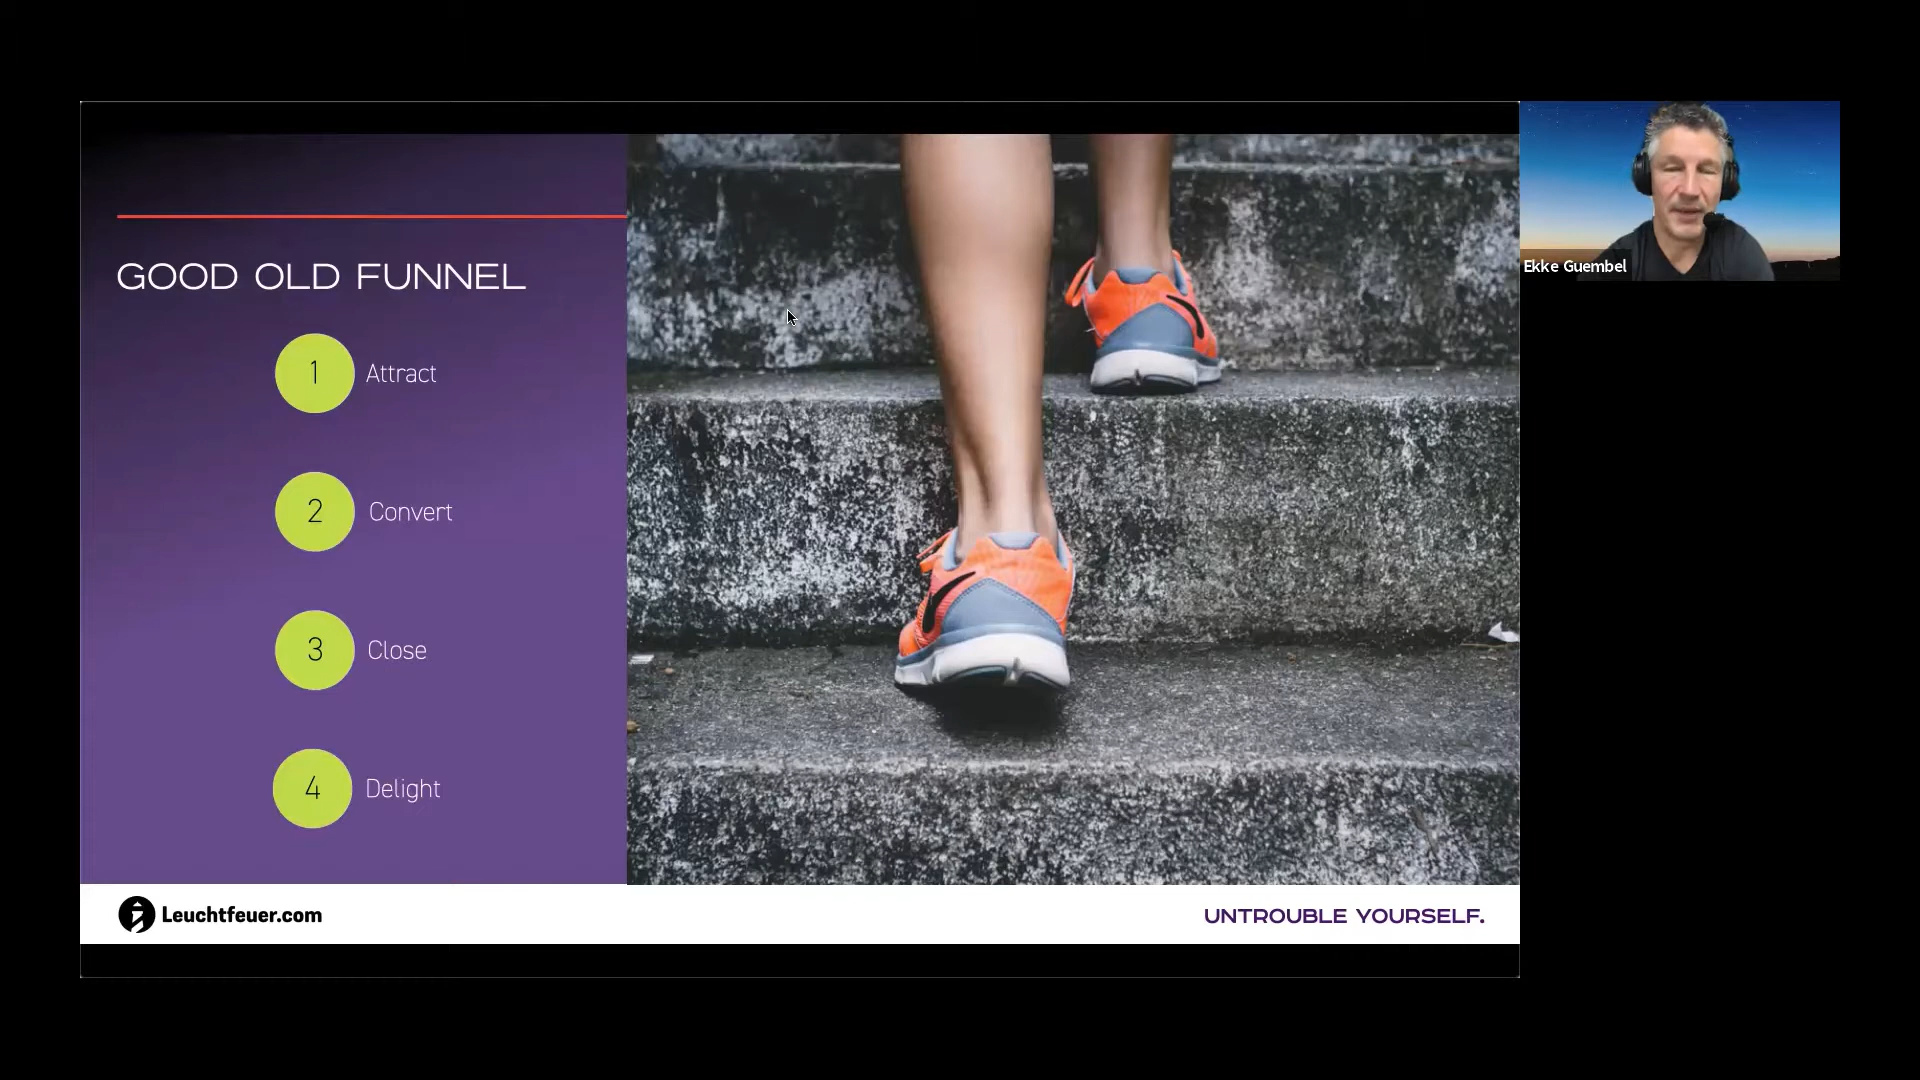 GOOD OLD FUNNEL
1 Attract
2 Convert
3 Close
4 Delight
Leuchtfeuer.com
UNTROUBLE YOURSELF.
Ekke Guembel